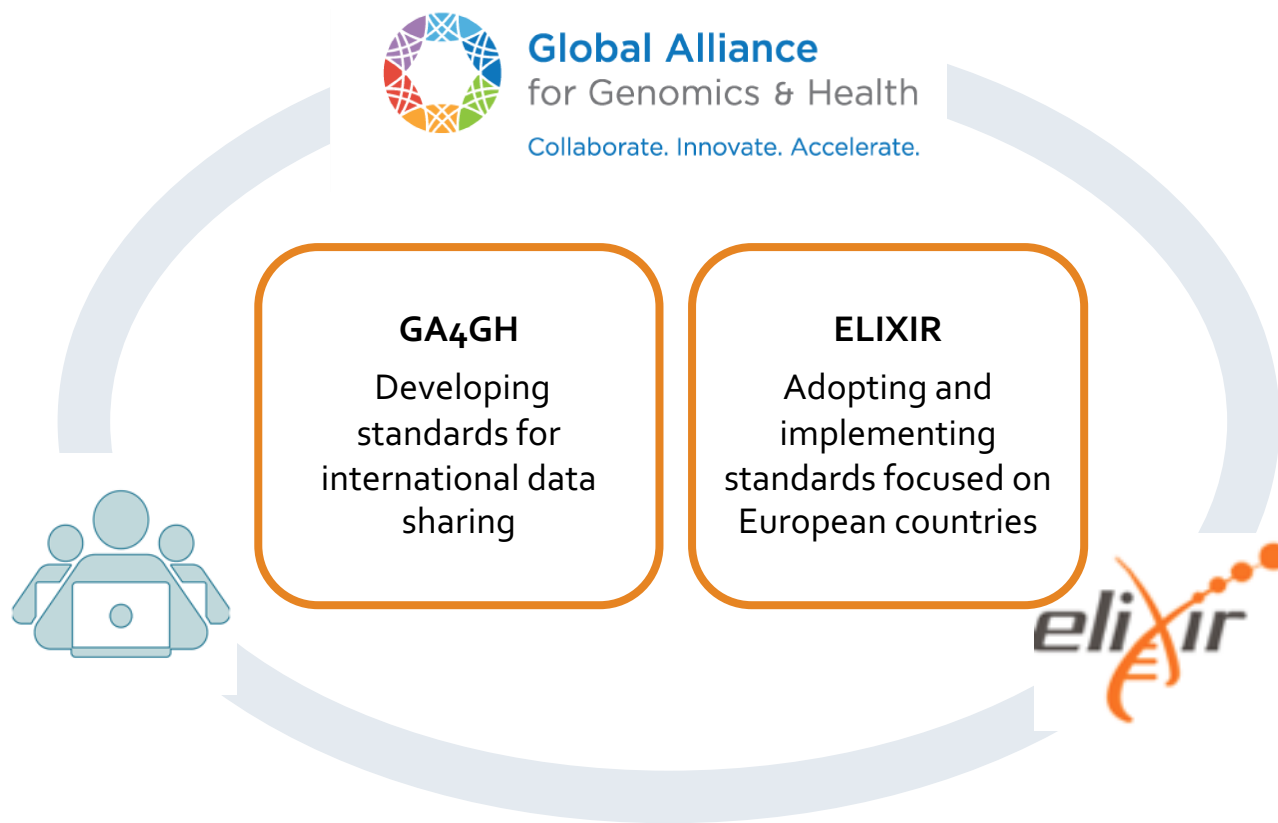 Global Alliance
for Genomics & Health
Collaborate. Innovate. Accelerate.
GA4GH
Developing
standards for
international data
sharing
ELIXIR
Adopting and
implementing
standards focused on
European countries
elixir